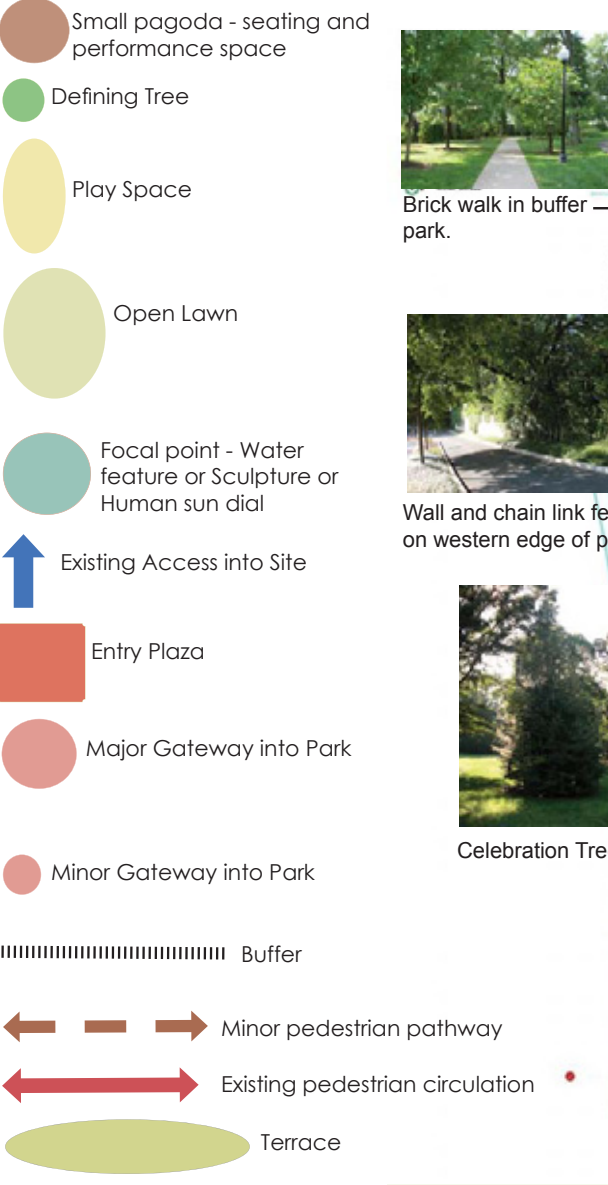 Small pagoda - seating and
performance space
Defining Tree
Play Space
Open Lawn
Focal point - Water
feature or Sculpture or
Human sun dial
Existing Access into Site
Entry Plaza
Major Gateway into Park
Minor Gateway into Park
Buffer
Minor pedestrian pathway
Existing pedestrian circulation
Terrace
Brick walk in buffer
park.
Wall and chain link
on western edge of
Celebration